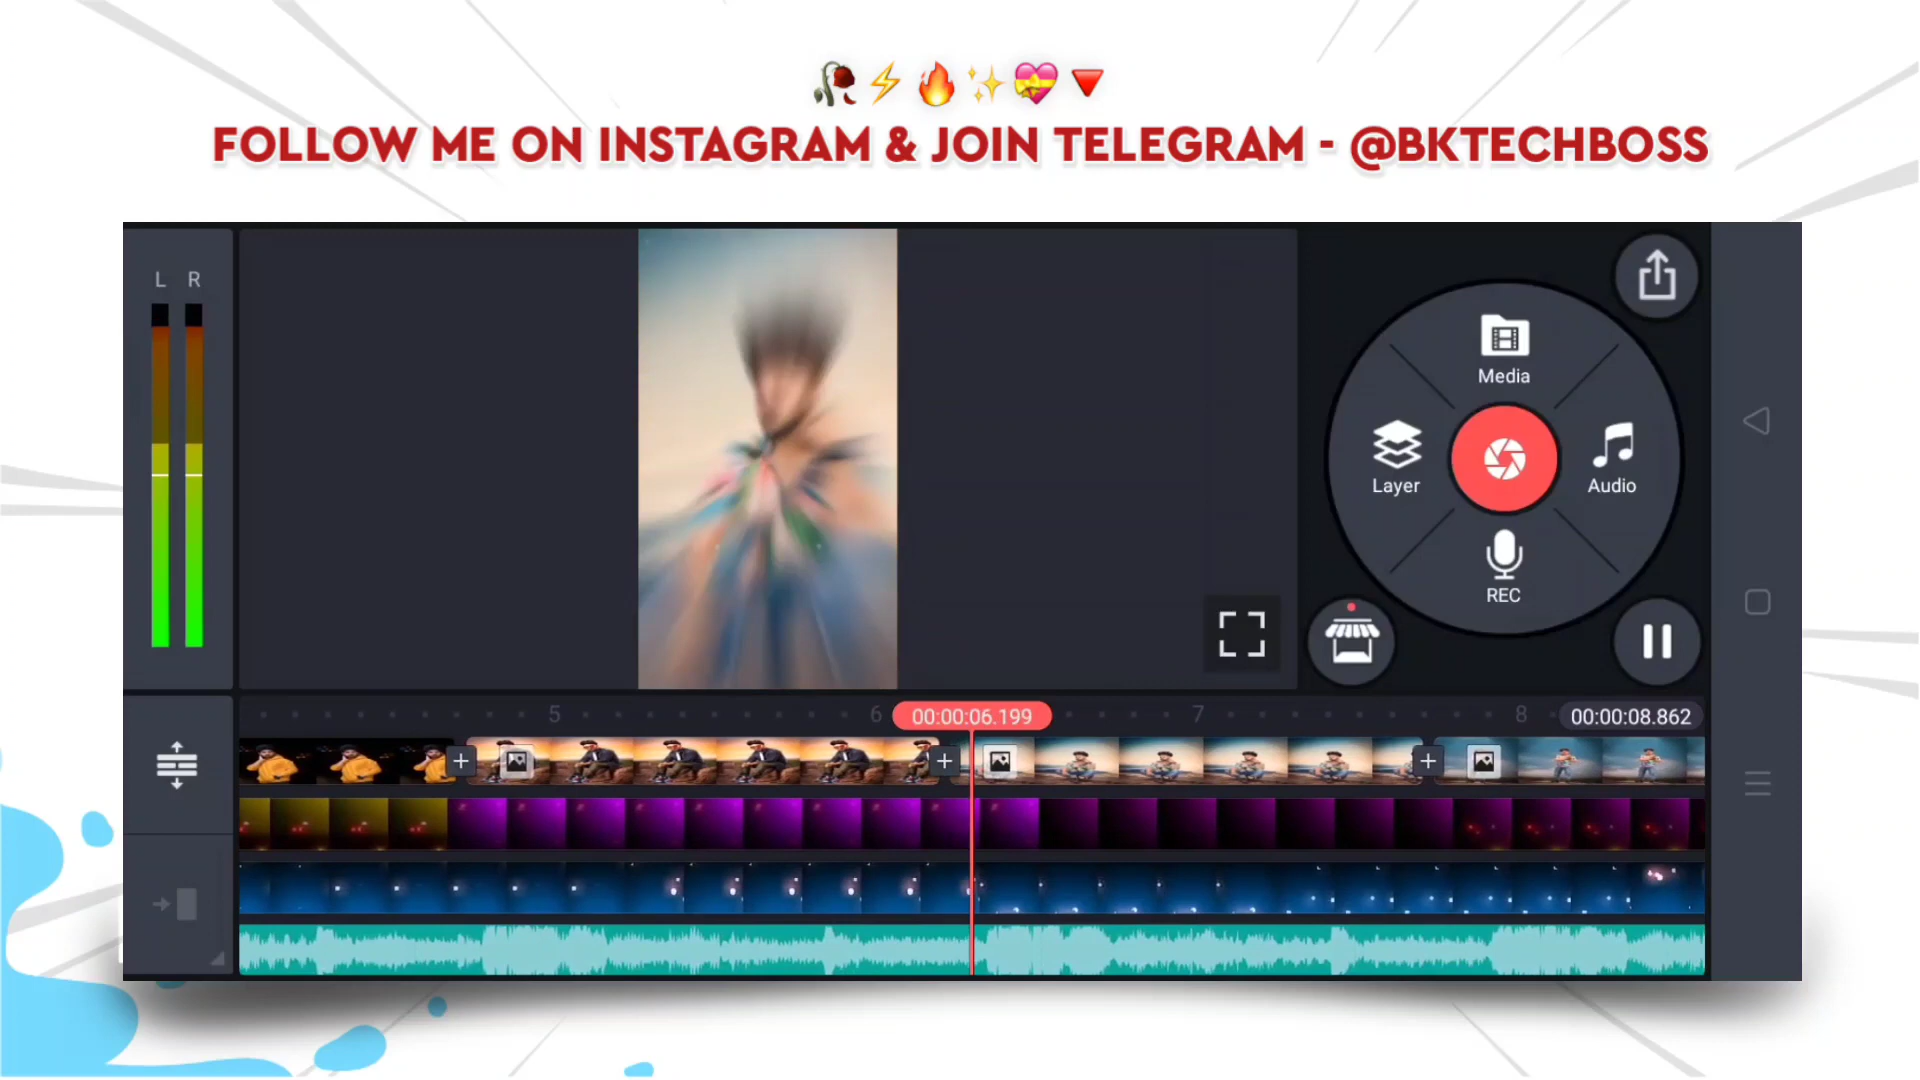 FOLLOW ME ON INSTAGRAM & JOIN TELEGRAM - @BKTECHBOSS
L R
Media
Layer
Audio
REC
5 6 00:00:06.199 7 8 00:00:08.862